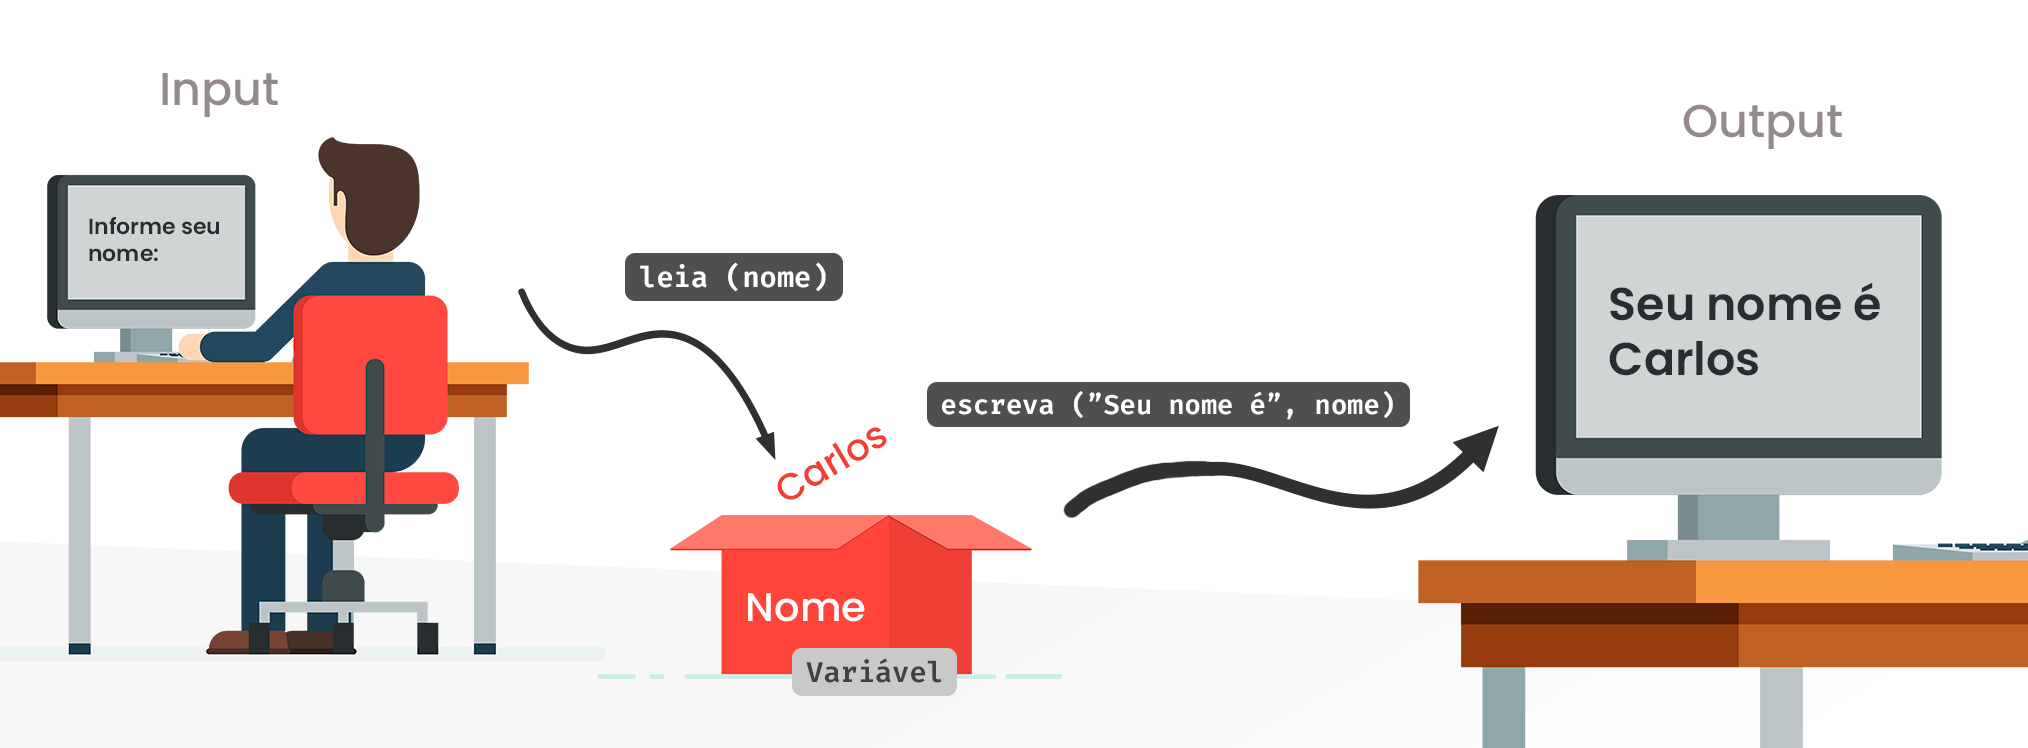 Input
Output
Informe seu
nome:
leia (nome)
Seu nome é
Carlos
escreva (”Seu nome é”, nome)
Carlos
Nome
Variável